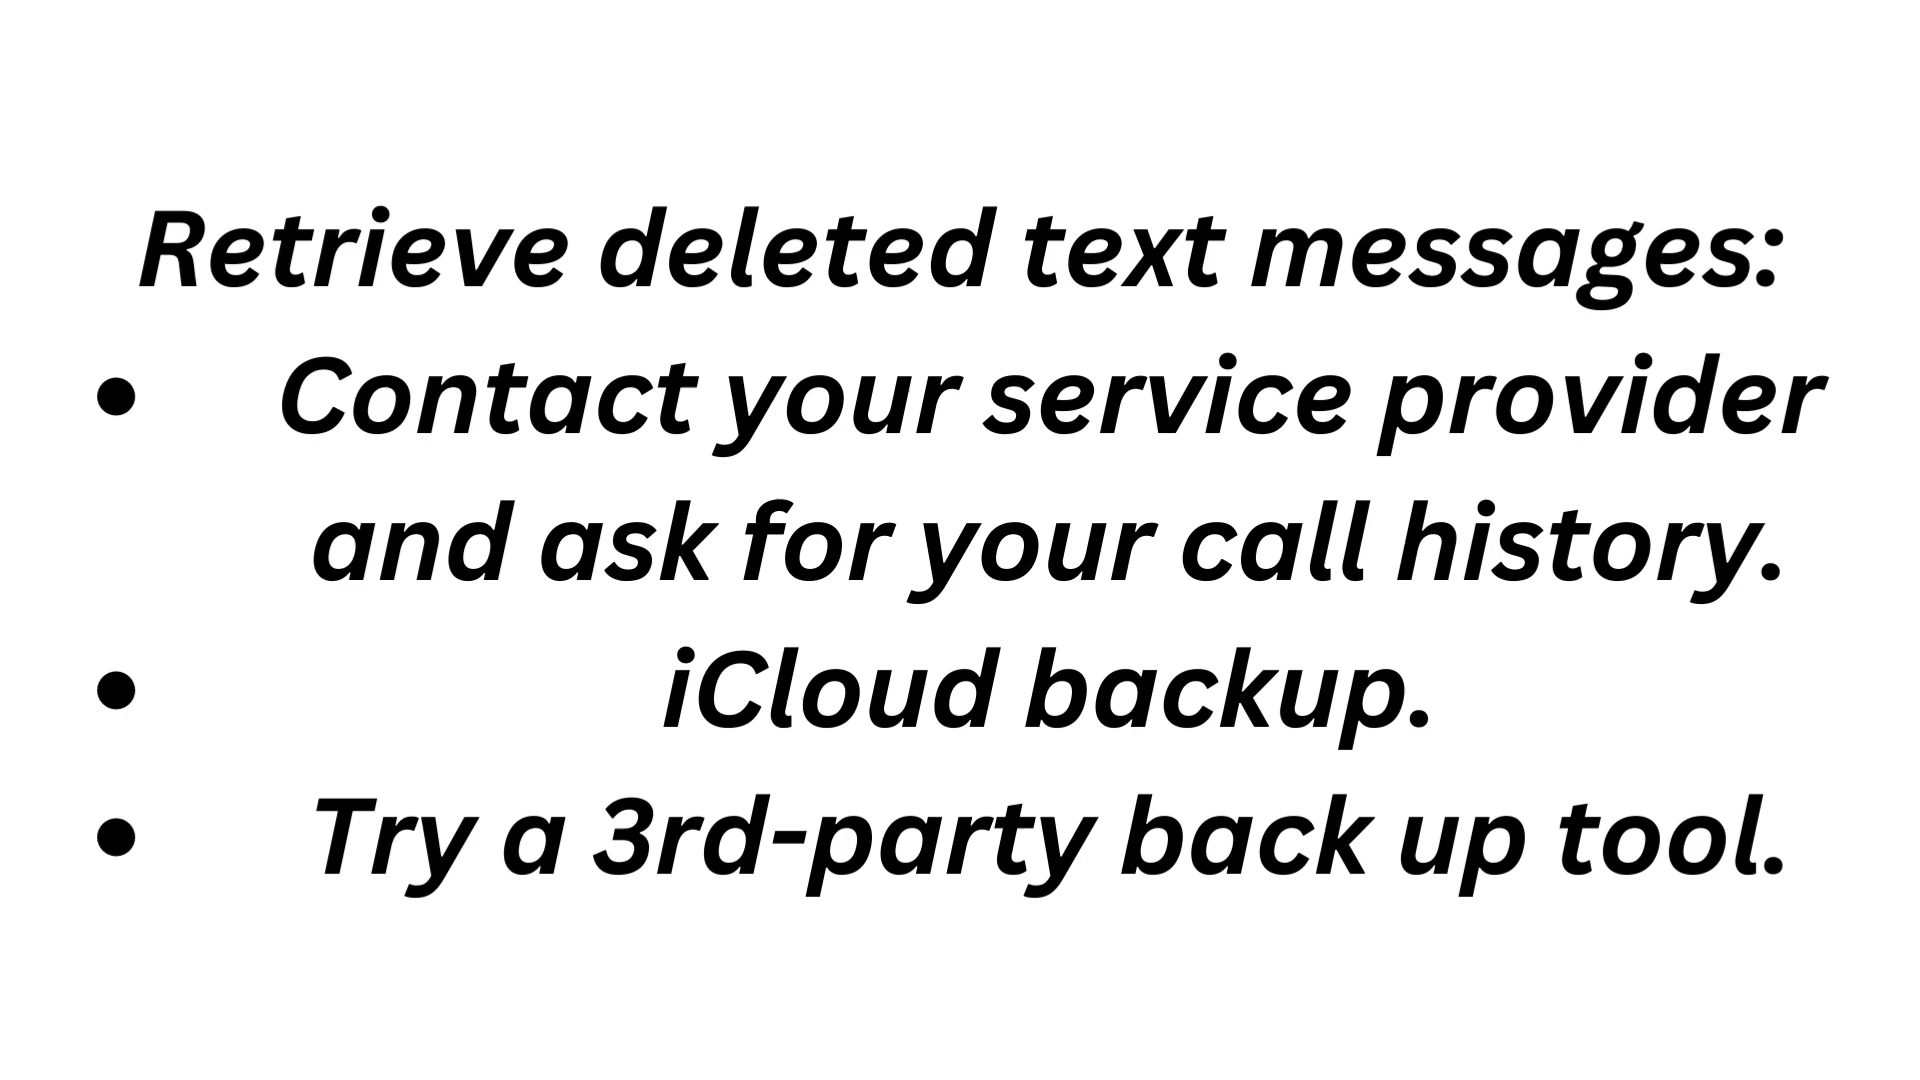 Retrieve deleted text messages:
• Contact your service provider
and ask for your call history.
• iCloud backup.
• Try a 3rd-party back up tool.